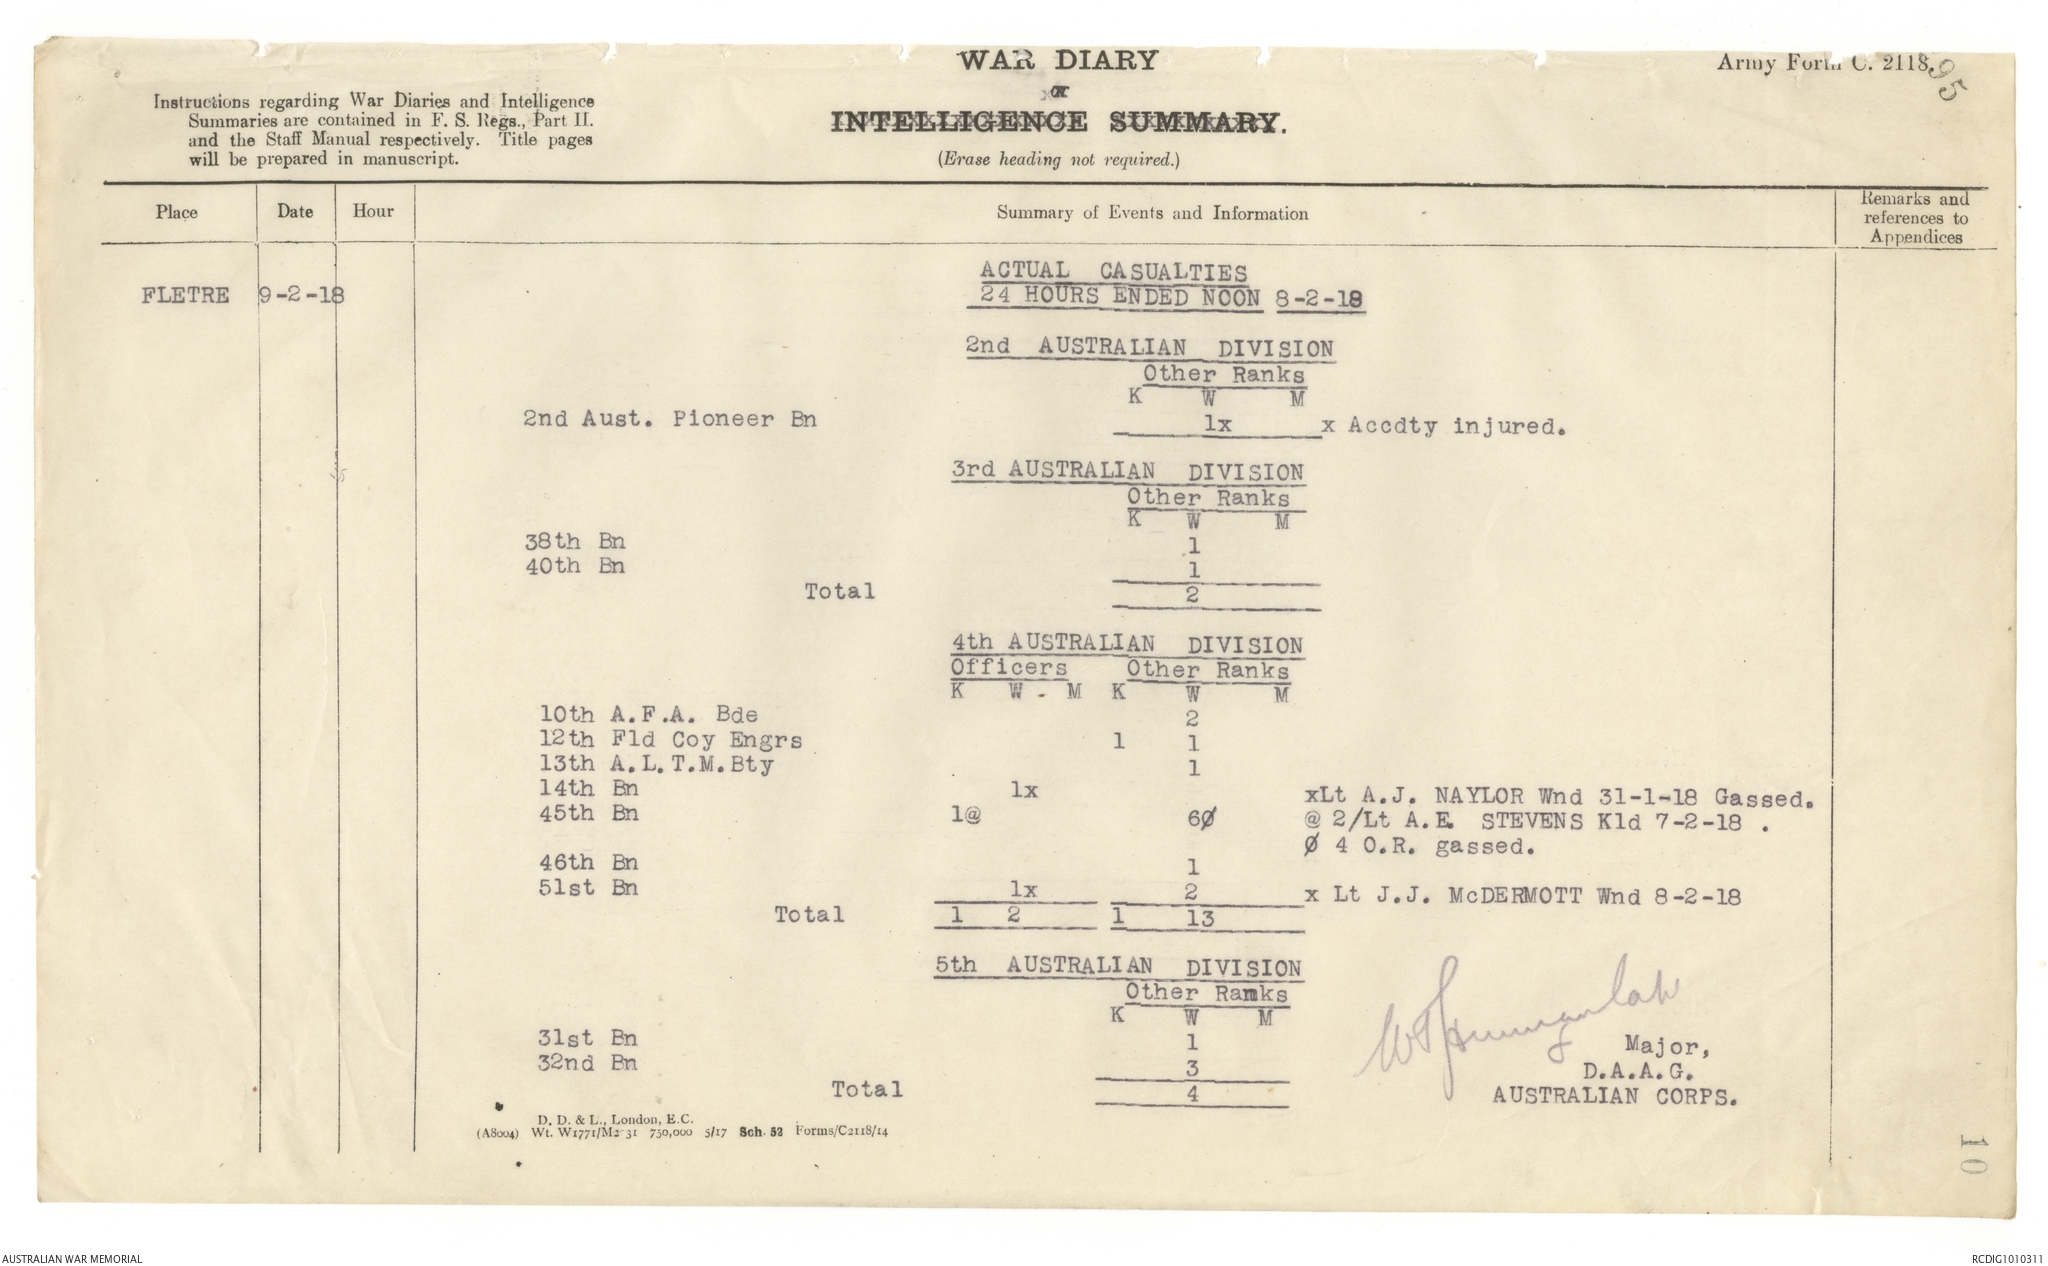 WAR DIARY
or
INTELLIGENCE SUMMARY.
(Erase heading not required.)
Army Form C. 2118.
95
Instructions regarding War Diaries and Intelligence
Summaries are contained in F. S. Regs., Part II.
and the Staff Manual respectively. Title pages
will be prepared in manuscript.
Place Date Hour Summary of Events and Information Remarks and references to Appendices
FLETRE 9-2-18
ACTUAL CASUALTIES
24 HOURS ENDED NOON 8-2-18
2nd AUSTRALIAN DIVISION
Other Ranks
K W M
2nd Aust. Pioneer Bn 1x x Accdty injured.
3rd AUSTRALIAN DIVISION
Other Ranks
K W M
38th Bn 1
40th Bn 1
Total 2
4th AUSTRALIAN DIVISION
Officers Other Ranks
K W M K W M
10th A.F.A. Bde 2
12th Fld Coy Engrs 1 1
13th A.L.T.M.Bty 1
14th Bn 1x xLt A.J. NAYLOR Wnd 31-1-18 Gassed.
45th Bn 1@ 6Ø @ 2/Lt A.E. STEVENS Kld 7-2-18 .
Ø 4 O.R. gassed.
46th Bn 1
51st Bn 1x 2 x Lt J.J. McDERMOTT Wnd 8-2-18
Total 1 2 1 13
5th AUSTRALIAN DIVISION
Other Ranks
K W M
31st Bn 1
32nd Bn 3
Total 4
Major,
D.A.A.G.
AUSTRALIAN CORPS.
D. D. & L., London, E.C.
(A8004) Wt. W1771/M2 31 750,000 5/17 Sch. 52 Forms/C2118/14
10
AUSTRALIAN WAR MEMORIAL
RCDIG1010311